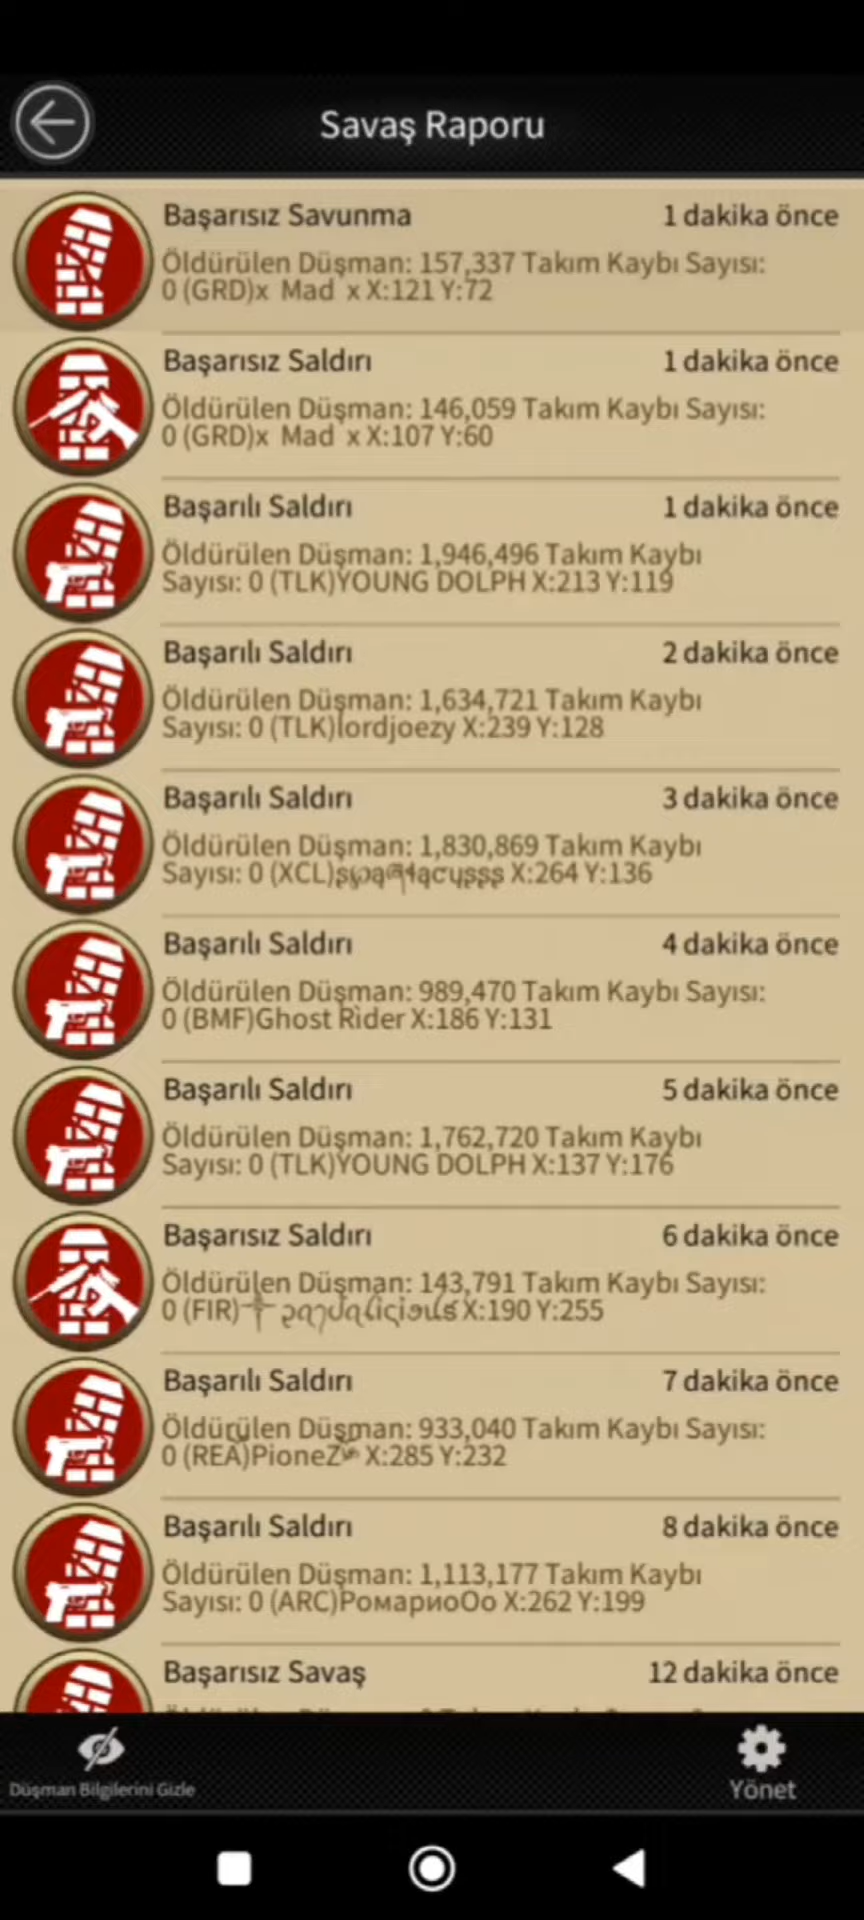 Savaş Raporu
Başarısız Savunma 1 dakika önce
Öldürülen Düşman: 157,337 Takım Kaybı Sayısı:
0 (GRD)x Mad x X:121 Y:72
Başarısız Saldırı 1 dakika önce
Öldürülen Düşman: 146,059 Takım Kaybı Sayısı:
0 (GRD)x Mad x X:107 Y:60
Başarılı Saldırı 1 dakika önce
Öldürülen Düşman: 1,946,496 Takım Kaybı
Sayısı: 0 (TLK)YOUNG DOLPH X:213 Y:119
Başarılı Saldırı 2 dakika önce
Öldürülen Düşman: 1,634,721 Takım Kaybı
Sayısı: 0 (TLK)lordjoezy X:239 Y:128
Başarılı Saldırı 3 dakika önce
Öldürülen Düşman: 1,830,869 Takım Kaybı
Sayısı: 0 (XCL) X:264 Y:136
Başarılı Saldırı 4 dakika önce
Öldürülen Düşman: 989,470 Takım Kaybı Sayısı:
0 (BMF)Ghost Rider X:186 Y:131
Başarılı Saldırı 5 dakika önce
Öldürülen Düşman: 1,762,720 Takım Kaybı
Sayısı: 0 (TLK)YOUNG DOLPH X:137 Y:176
Başarısız Saldırı 6 dakika önce
Öldürülen Düşman: 143,791 Takım Kaybı Sayısı:
0 (FIR) X:190 Y:255
Başarılı Saldırı 7 dakika önce
Öldürülen Düşman: 933,040 Takım Kaybı Sayısı:
0 (REA)PioneZ X:285 Y:232
Başarılı Saldırı 8 dakika önce
Öldürülen Düşman: 1,113,177 Takım Kaybı
Sayısı: 0 (ARC)РомариоОо X:262 Y:199
Başarısız Savaş 12 dakika önce
Düşman Bilgilerini Gizle
Yönet